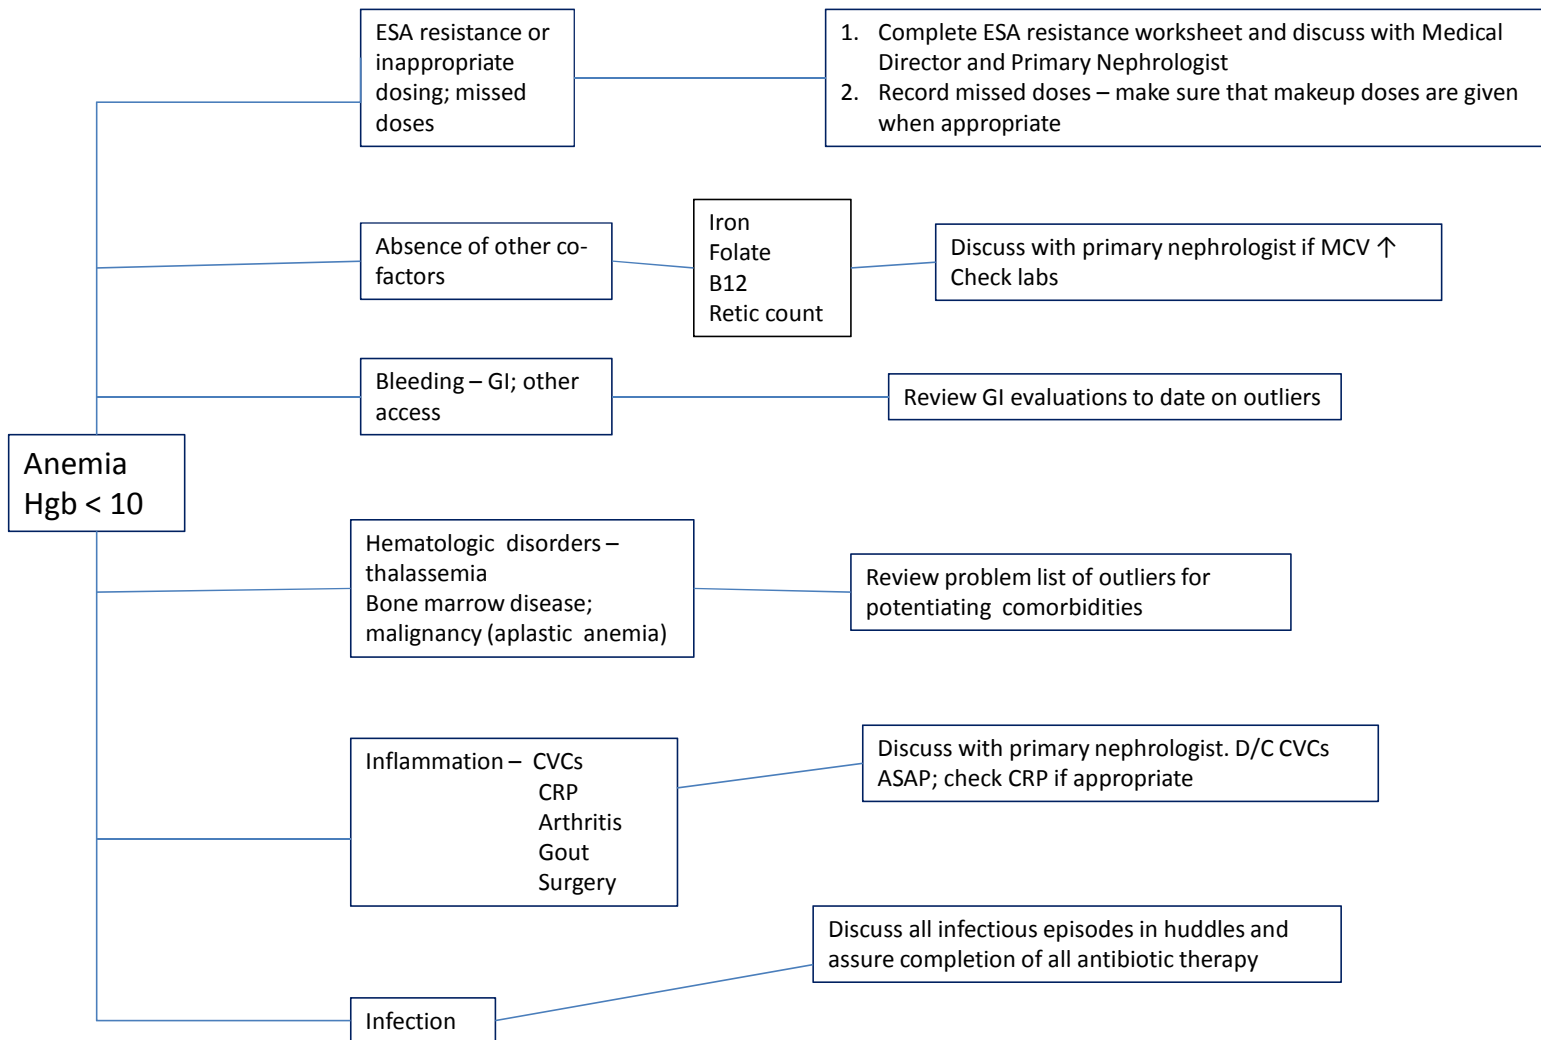 ESA resistance or
inappropriate
dosing; missed
doses
1. Complete ESA resistance worksheet and discuss with Medical
Director and Primary Nephrologist
2. Record missed doses – make sure that makeup doses are given
when appropriate
Absence of other co-
factors
Iron
Folate
B12
Retic count
Discuss with primary nephrologist if MCV ↑
Check labs
Bleeding – GI; other
access
Review GI evaluations to date on outliers
Anemia
Hgb < 10
Hematologic disorders –
thalassemia
Bone marrow disease;
malignancy (aplastic anemia)
Review problem list of outliers for
potentiating comorbidities
Inflammation – CVCs
CRP
Arthritis
Gout
Surgery
Discuss with primary nephrologist. D/C CVCs
ASAP; check CRP if appropriate
Infection
Discuss all infectious episodes in huddles and
assure completion of all antibiotic therapy